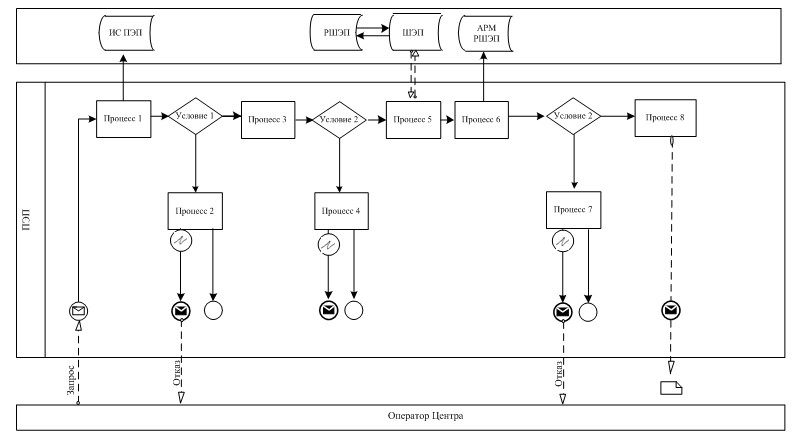 ИС ПЭП
РШЭП
ШЭП
АРМ
РШЭП
Процесс 1
Условие 1
Процесс 3
Условие 2
Процесс 5
Процесс 6
Условие 2
Процесс 8
Процесс 2
Процесс 4
Процесс 7
ПЭП
Запрос
Отказ
Отказ
Оператор Центра